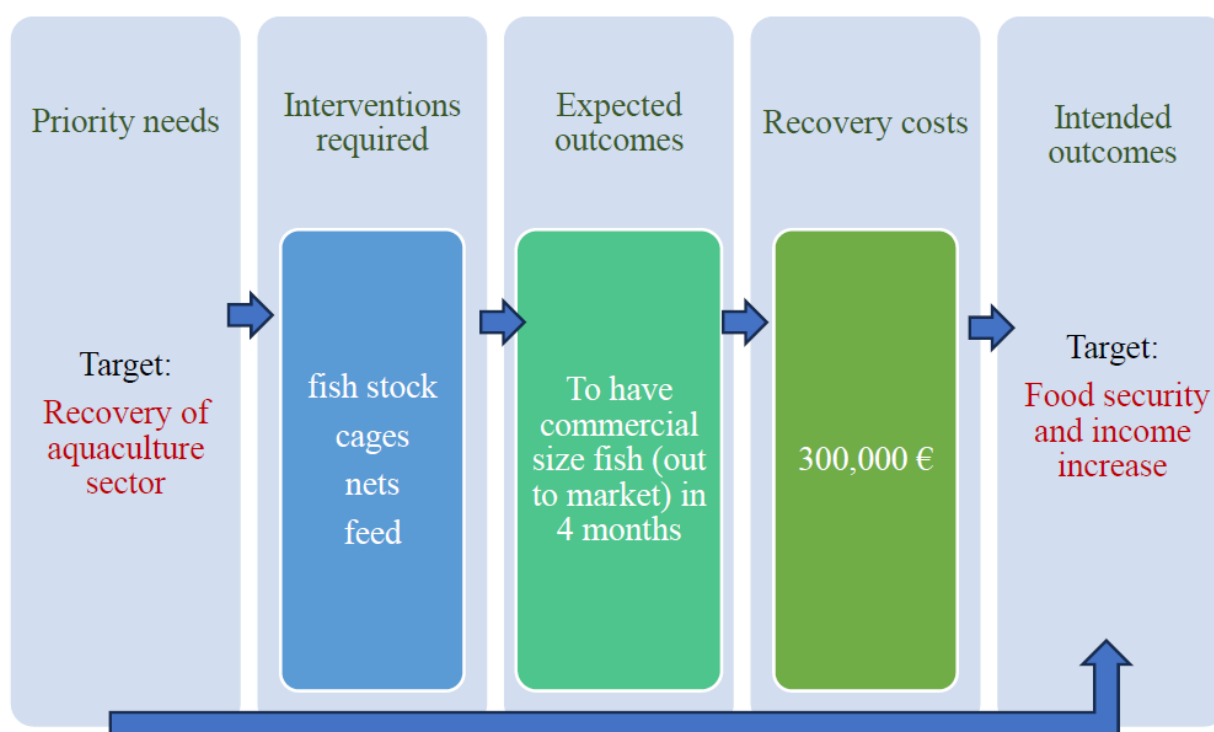 Priority needs
Target:
Recovery of
aquaculture
sector
Interventions
required
fish stock
cages
nets
feed
Expected
outcomes
To have
commercial
size fish (out
to market) in
4 months
Recovery costs
300,000 €
Intended
outcomes
Target:
Food security
and income
increase